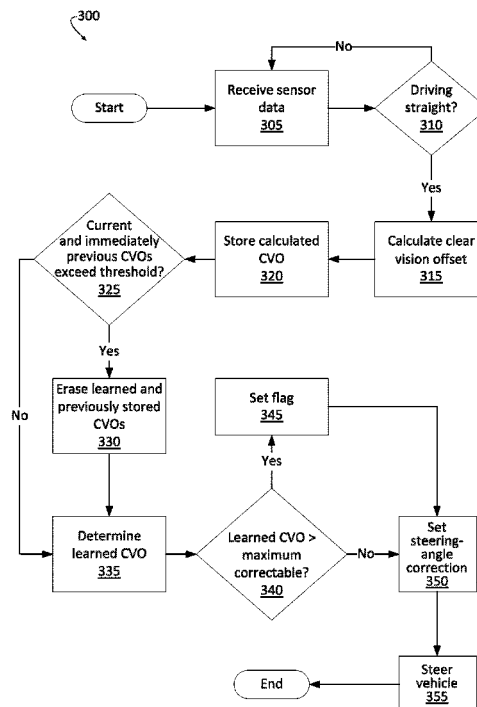 300
Start
Receive sensor
data
305
No
Driving
straight?
310
Yes
Current
and immediately
previous CVOs
exceed threshold?
325
Store calculated
CVO
320
Calculate clear
vision offset
315
Yes
No
Erase learned and
previously stored
CVOs
330
Set flag
345
Yes
Determine
learned CVO
335
Learned CVO >
maximum
correctable?
340
No
Set
steering-
angle
correction
350
End
Steer
vehicle
355